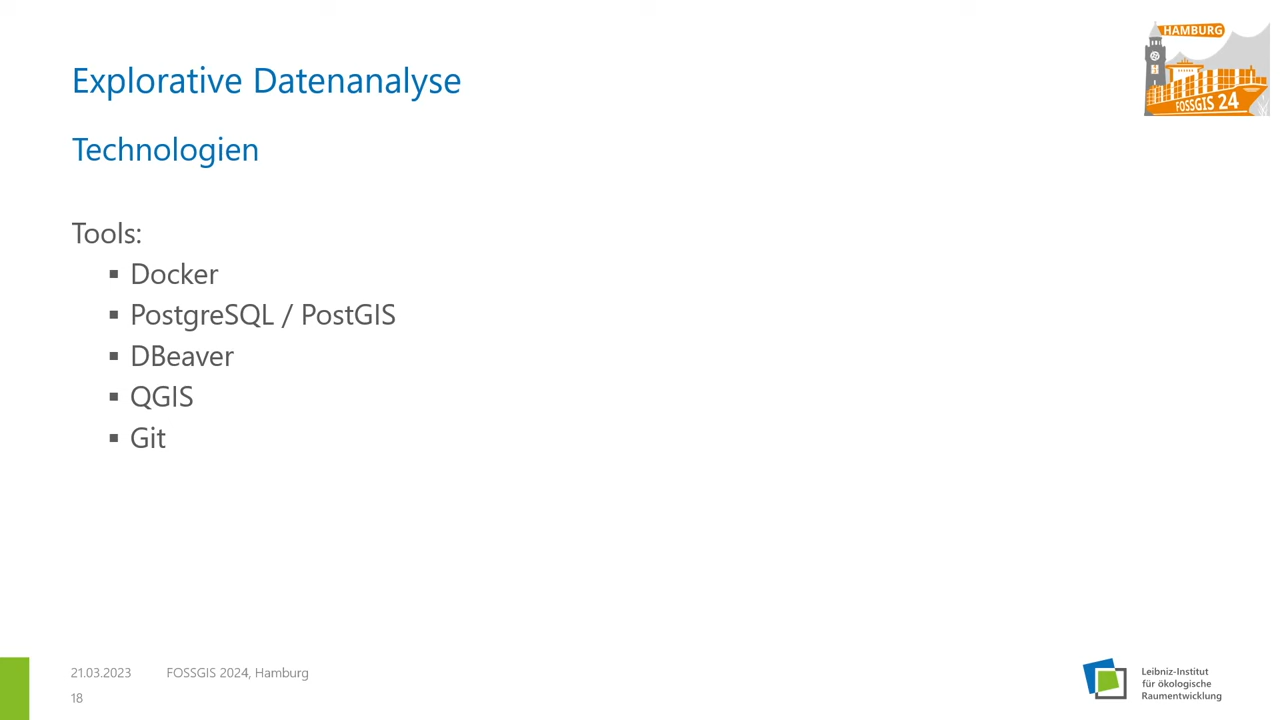 HAMBURG
FOSSGIS 24
Explorative Datenanalyse
Technologien
Tools:
▪ Docker
▪ PostgreSQL / PostGIS
▪ DBeaver
▪ QGIS
▪ Git
21.03.2023 FOSSGIS 2024, Hamburg
18
Leibniz-Institut
für ökologische
Raumentwicklung